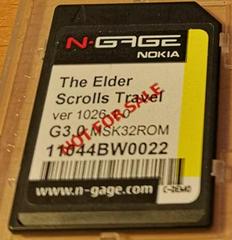 N-GAGE
NOKIA
The Elder
Scrolls Travel
ver 1026
G3.0 MSK32ROM
NOT FOR SALE
11044BW0022
www.n-gage.com
C-DEMO